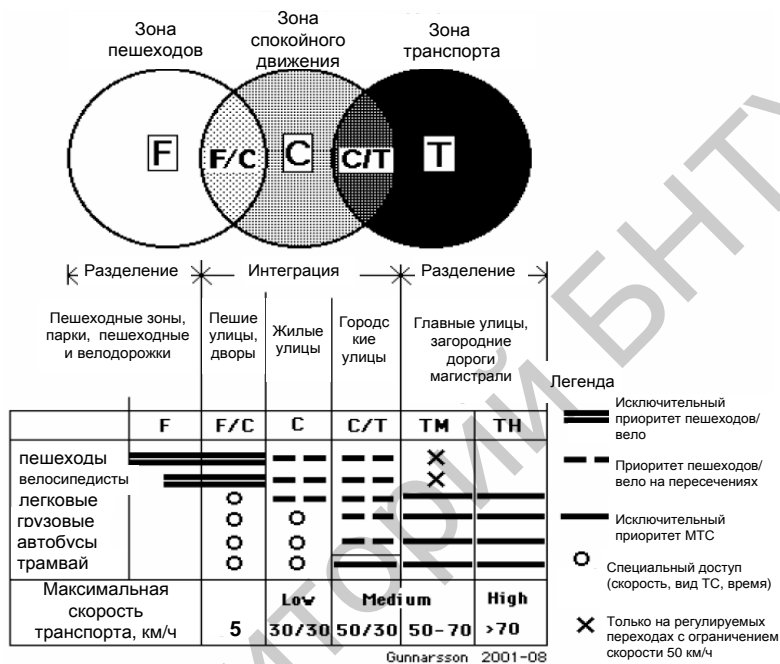 Зона
пешеходов
Зона
спокойного
движения
Зона
транспорта
F
F/C
C
C/T
T
Разделение
Интеграция
Разделение
Пешеходные зоны,
парки, пешеходные
и велодорожки
Пешие
улицы,
дворы
Жилые
улицы
Городс
кие
улицы
Главные улицы,
загородние
дороги
магистрали
Легенда
Исключительный
приоритет пешеходов/
вело
Приоритет пешеходов/
вело на пересечениях
Исключительный
приоритет МТС
Специальный доступ
(скорость, вид ТС, время)
Только на регулируемых
переходах с ограничением
скорости 50 км/ч
F F/C C C/T TM TH
пешеходы
велосипедисты
легковые
грузовые
автобусы
трамвай
Максимальная
скорость
транспорта, км/ч
Low Medium High
5 30/30 50/30 50-70 >70
Gunnarsson 2001-08